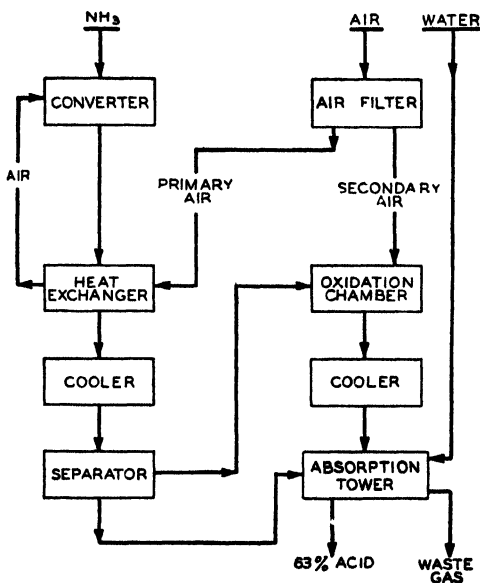 NH₃
AIR
WATER
CONVERTER
AIR FILTER
AIR
PRIMARY
AIR
SECONDARY
AIR
HEAT
EXCHANGER
OXIDATION
CHAMBER
COOLER
COOLER
SEPARATOR
ABSORPTION
TOWER
63% ACID
WASTE
GAS